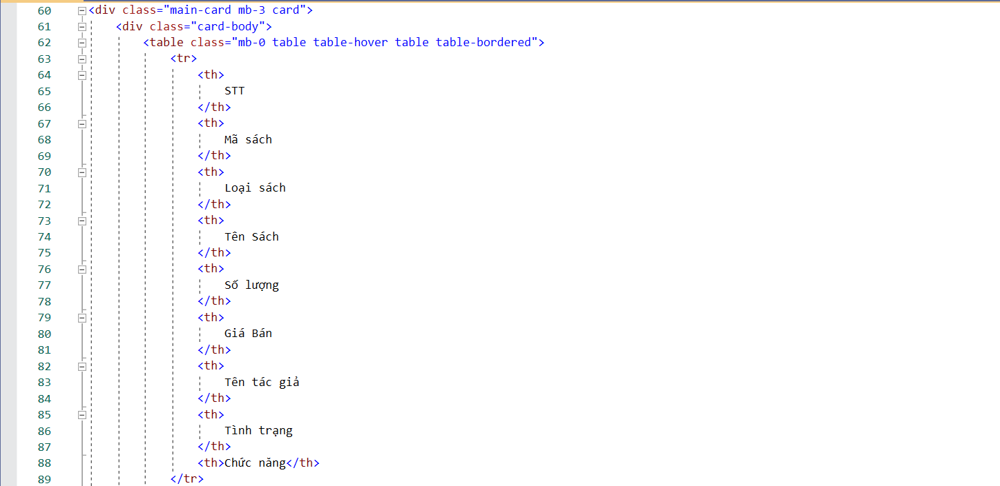 60 <div class="main-card mb-3 card">
61 <div class="card-body">
62 <table class="mb-0 table table-hover table table-bordered">
63 <tr>
64 <th>
65 STT
66 </th>
67 <th>
68 Mã sách
69 </th>
70 <th>
71 Loại sách
72 </th>
73 <th>
74 Tên Sách
75 </th>
76 <th>
77 Số lượng
78 </th>
79 <th>
80 Giá Bán
81 </th>
82 <th>
83 Tên tác giả
84 </th>
85 <th>
86 Tình trạng
87 </th>
88 <th>Chức năng</th>
89 </tr>